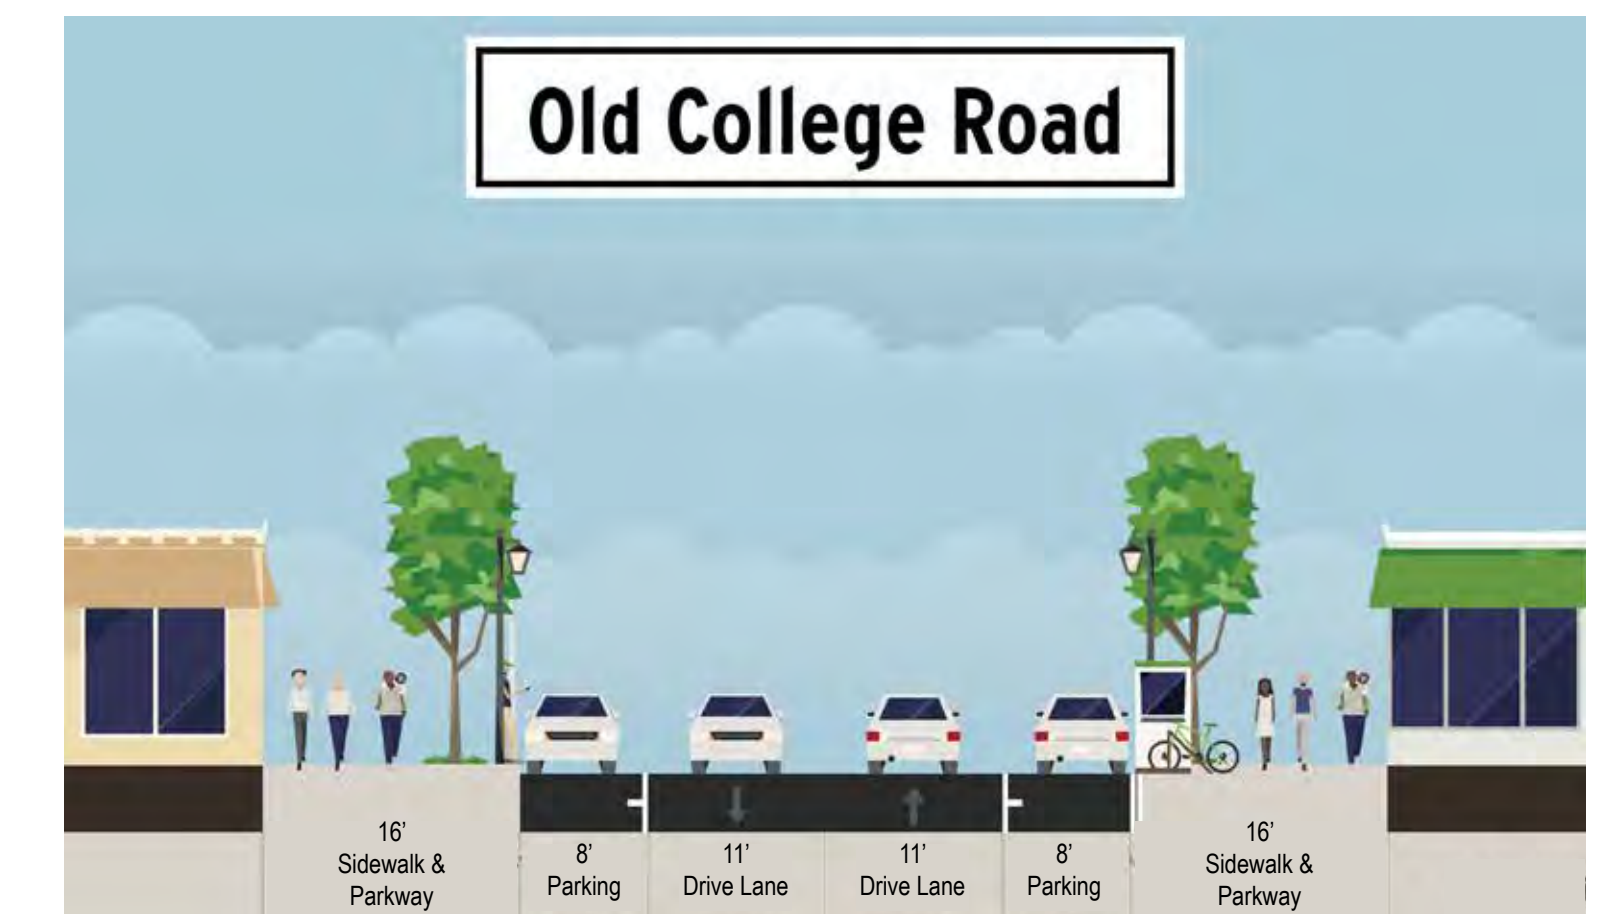 Old College Road
16’
Sidewalk &
Parkway
8’
Parking
11’
Drive Lane
11’
Drive Lane
8’
Parking
16’
Sidewalk &
Parkway